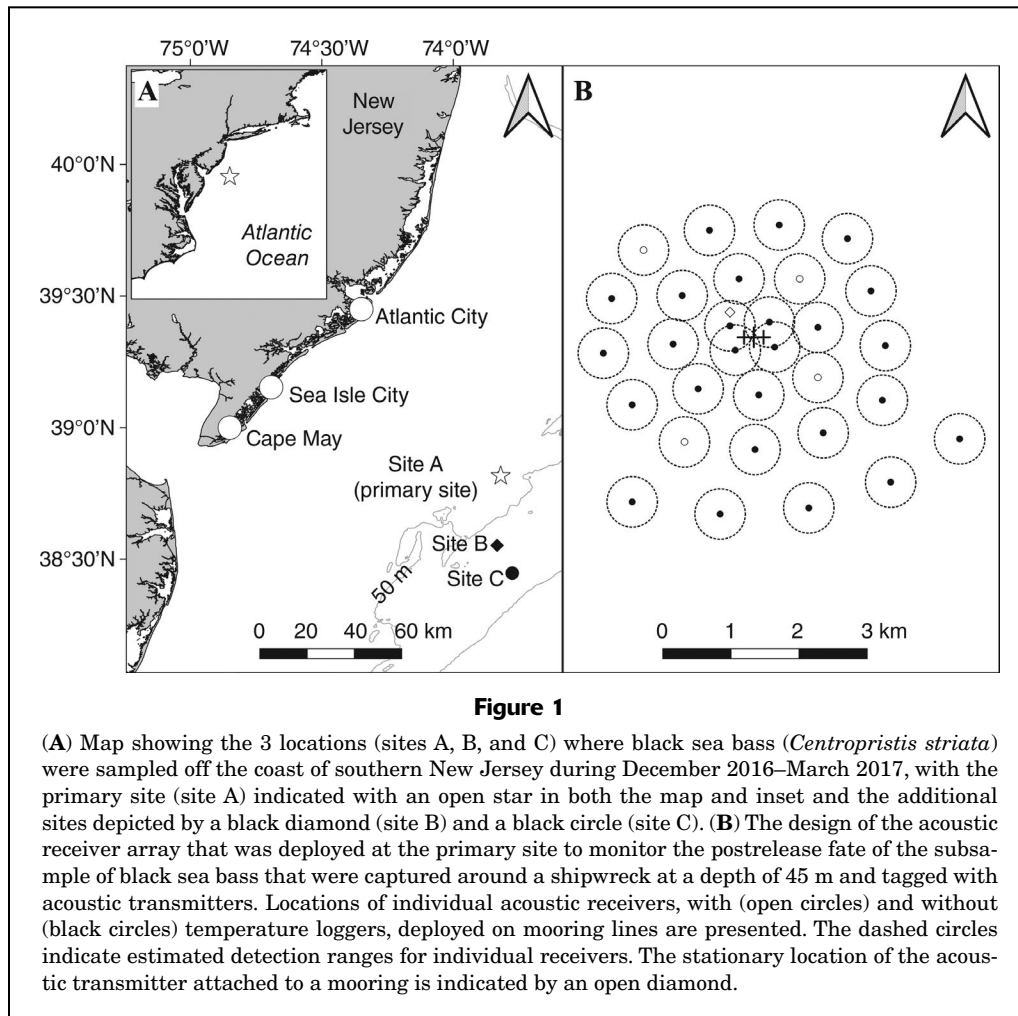 75°0'W 74°30'W 74°0'W
A
B
New
Jersey
40°0'N
Atlantic
Ocean
39°30'N
Atlantic City
Sea Isle City
39°0'N
Cape May
Site A
(primary site)
38°30'N
Site B
50 m
Site C
0 20 40 60 km
0 1 2 3 km
Figure 1
(A) Map showing the 3 locations (sites A, B, and C) where black sea bass (Centropristis striata)
were sampled off the coast of southern New Jersey during December 2016–March 2017, with the
primary site (site A) indicated with an open star in both the map and inset and the additional
sites depicted by a black diamond (site B) and a black circle (site C). (B) The design of the acoustic
receiver array that was deployed at the primary site to monitor the postrelease fate of the subsa-
mple of black sea bass that were captured around a shipwreck at a depth of 45 m and tagged with
acoustic transmitters. Locations of individual acoustic receivers, with (open circles) and without
(black circles) temperature loggers, deployed on mooring lines are presented. The dashed circles
indicate estimated detection ranges for individual receivers. The stationary location of the acous-
tic transmitter attached to a mooring is indicated by an open diamond.